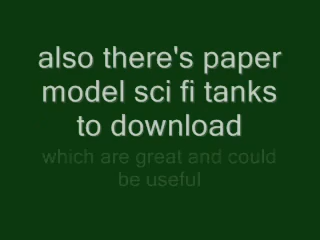 also there's paper
model sci fi tanks
to download
which are great and could
be useful